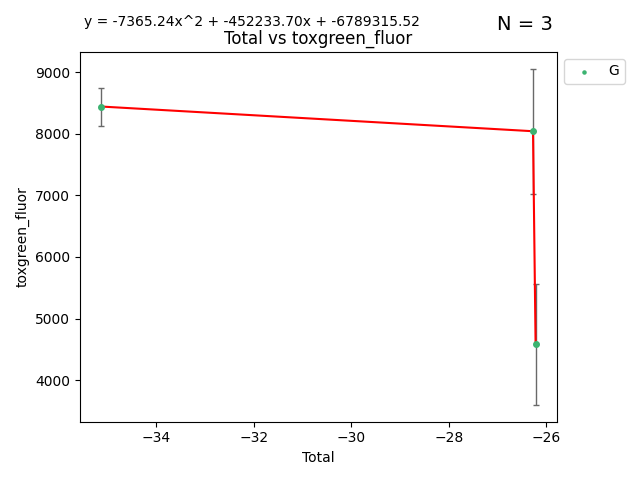 y = -7365.24x^2 + -452233.70x + -6789315.52
N = 3
Total vs toxgreen_fluor
G
9000
8000
7000
6000
5000
4000
toxgreen_fluor
−34
−32
−30
−28
−26
Total